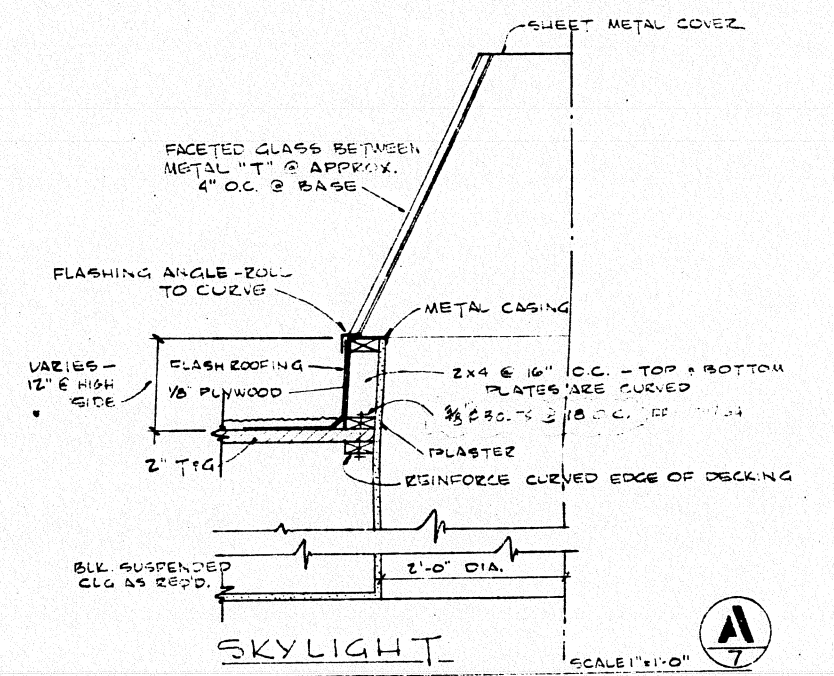 SHEET METAL COVER
FACETED GLASS BETWEEN
METAL "T" @ APPROX.
4" O.C. @ BASE
FLASHING ANGLE - ROLL
TO CURVE
METAL CASING
VARIES -
12" @ HIGH
SIDE
FLASH ROOFING
1/8" PLYWOOD
2x4 @ 16" O.C. - TOP & BOTTOM
PLATES ARE CURVED
@ 18 O.C.
PLASTER
2" T&G
REINFORCE CURVED EDGE OF DECKING
BLK. SUSPENDED
CLG AS REQ'D.
2'-0" DIA.
SKYLIGHT
SCALE 1"=1'-0"
A
7